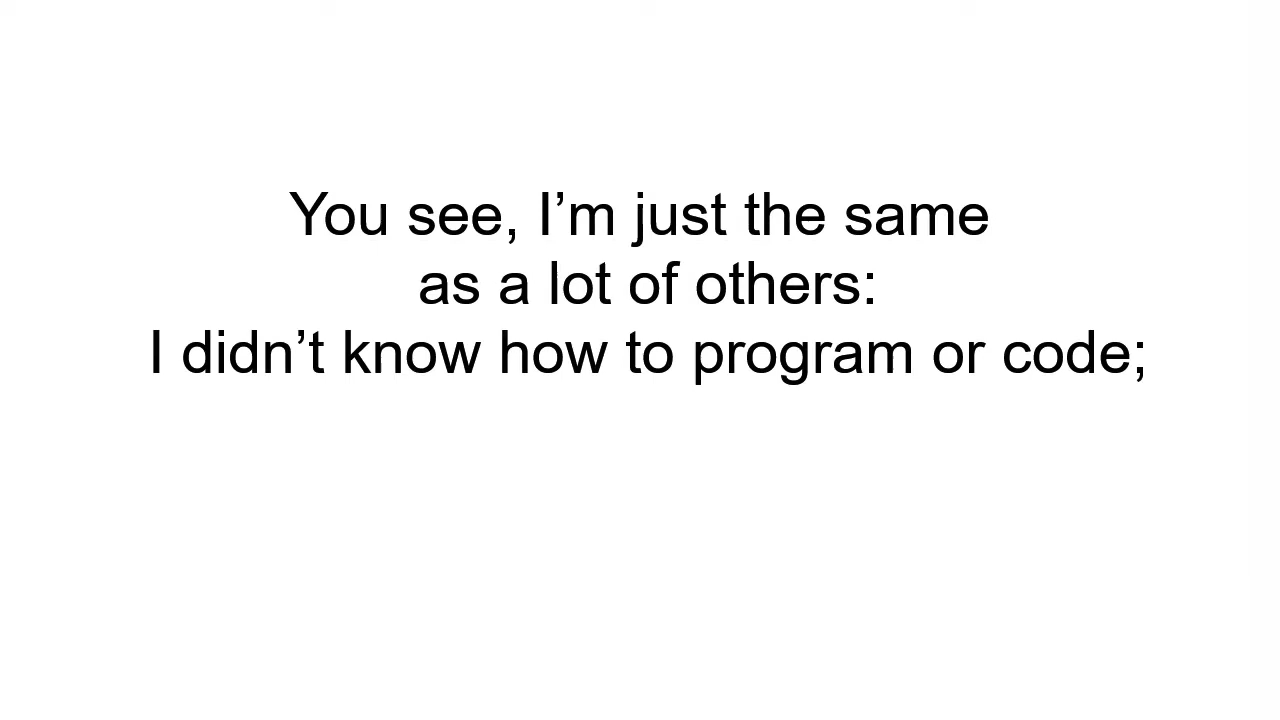 You see, I’m just the same
as a lot of others:
I didn’t know how to program or code;